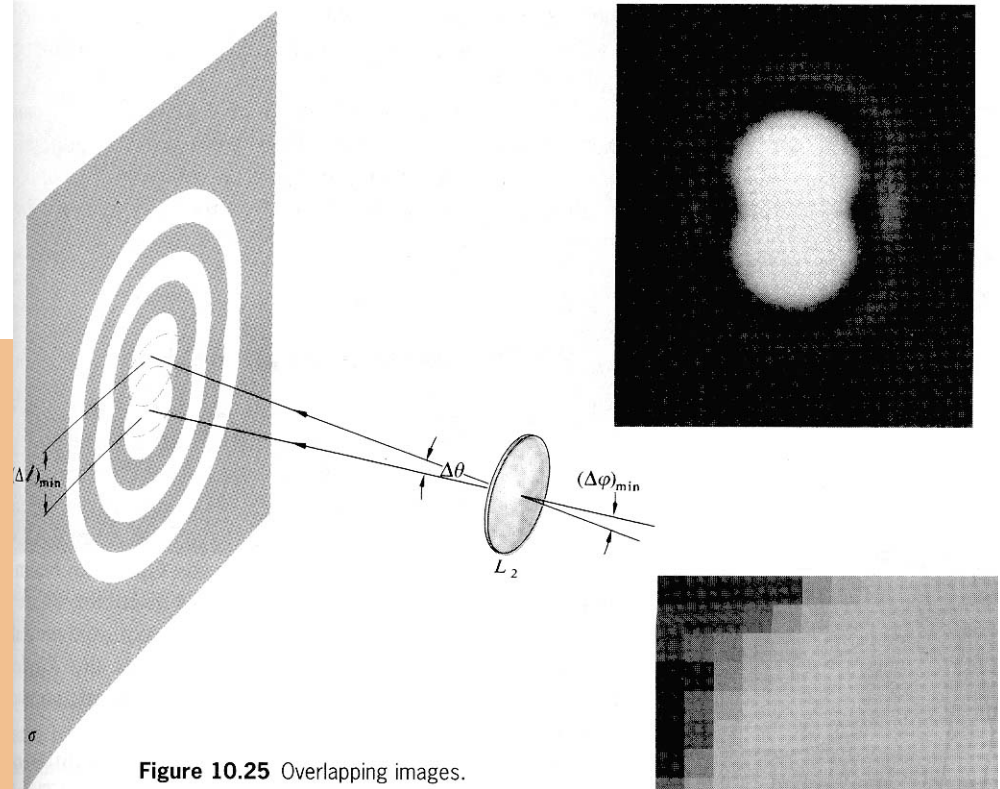 (Δℓ)min
Δθ
(Δφ)min
L2
σ
Figure 10.25 Overlapping images.